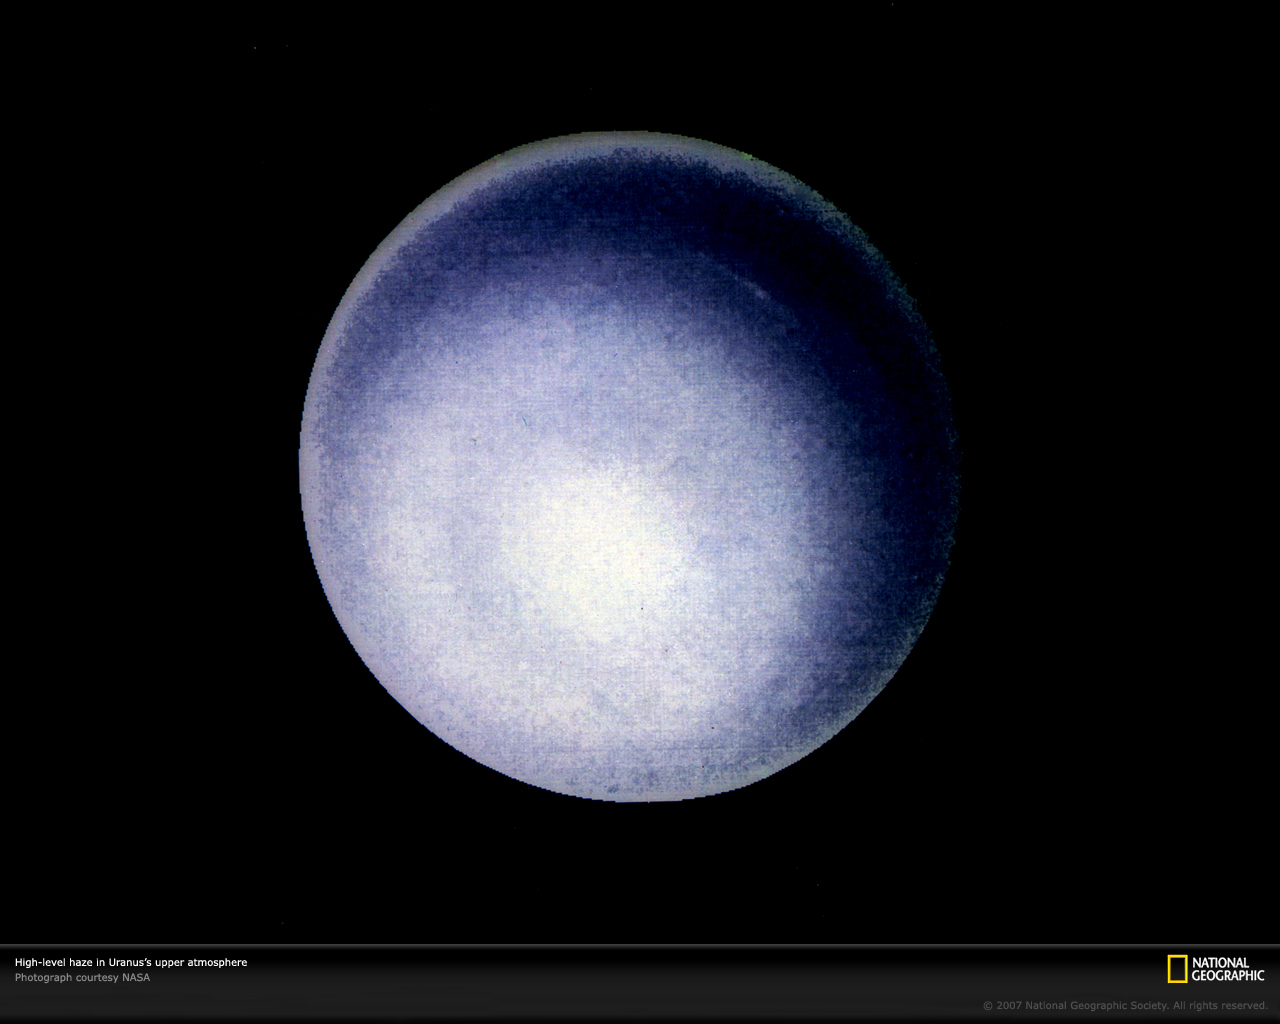 High-level haze in Uranus’s upper atmosphere
Photograph courtesy NASA
NATIONAL
GEOGRAPHIC
© 2007 National Geographic Society. All rights reserved.